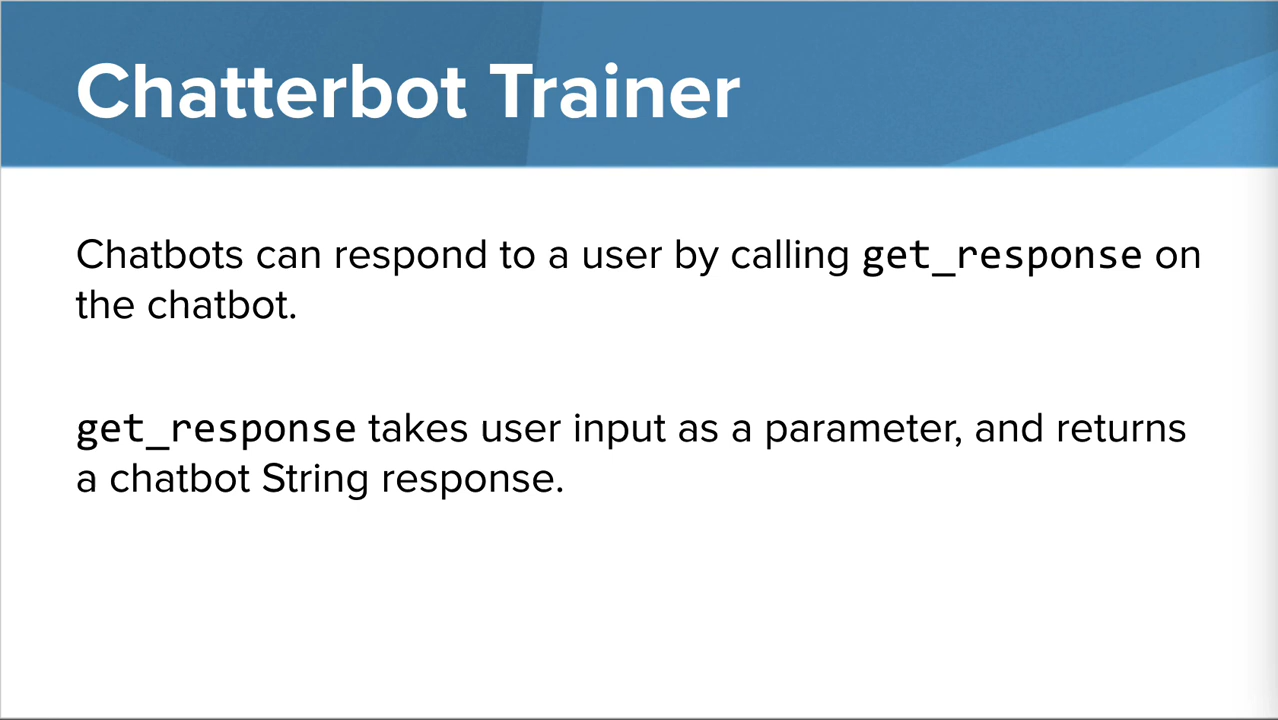 Chatterbot Trainer
Chatbots can respond to a user by calling get_response on
the chatbot.
get_response takes user input as a parameter, and returns
a chatbot String response.